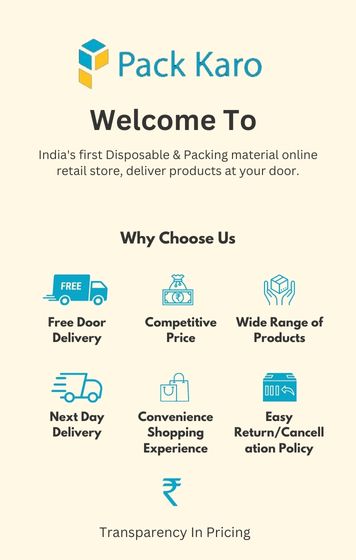 Pack Karo
Welcome To
India's first Disposable & Packing material online
retail store, deliver products at your door.
Why Choose Us
FREE
Free Door
Delivery
Competitive
Price
Wide Range of
Products
Next Day
Delivery
Convenience
Shopping
Experience
Easy
Return/Cancell
ation Policy
₹
Transparency In Pricing